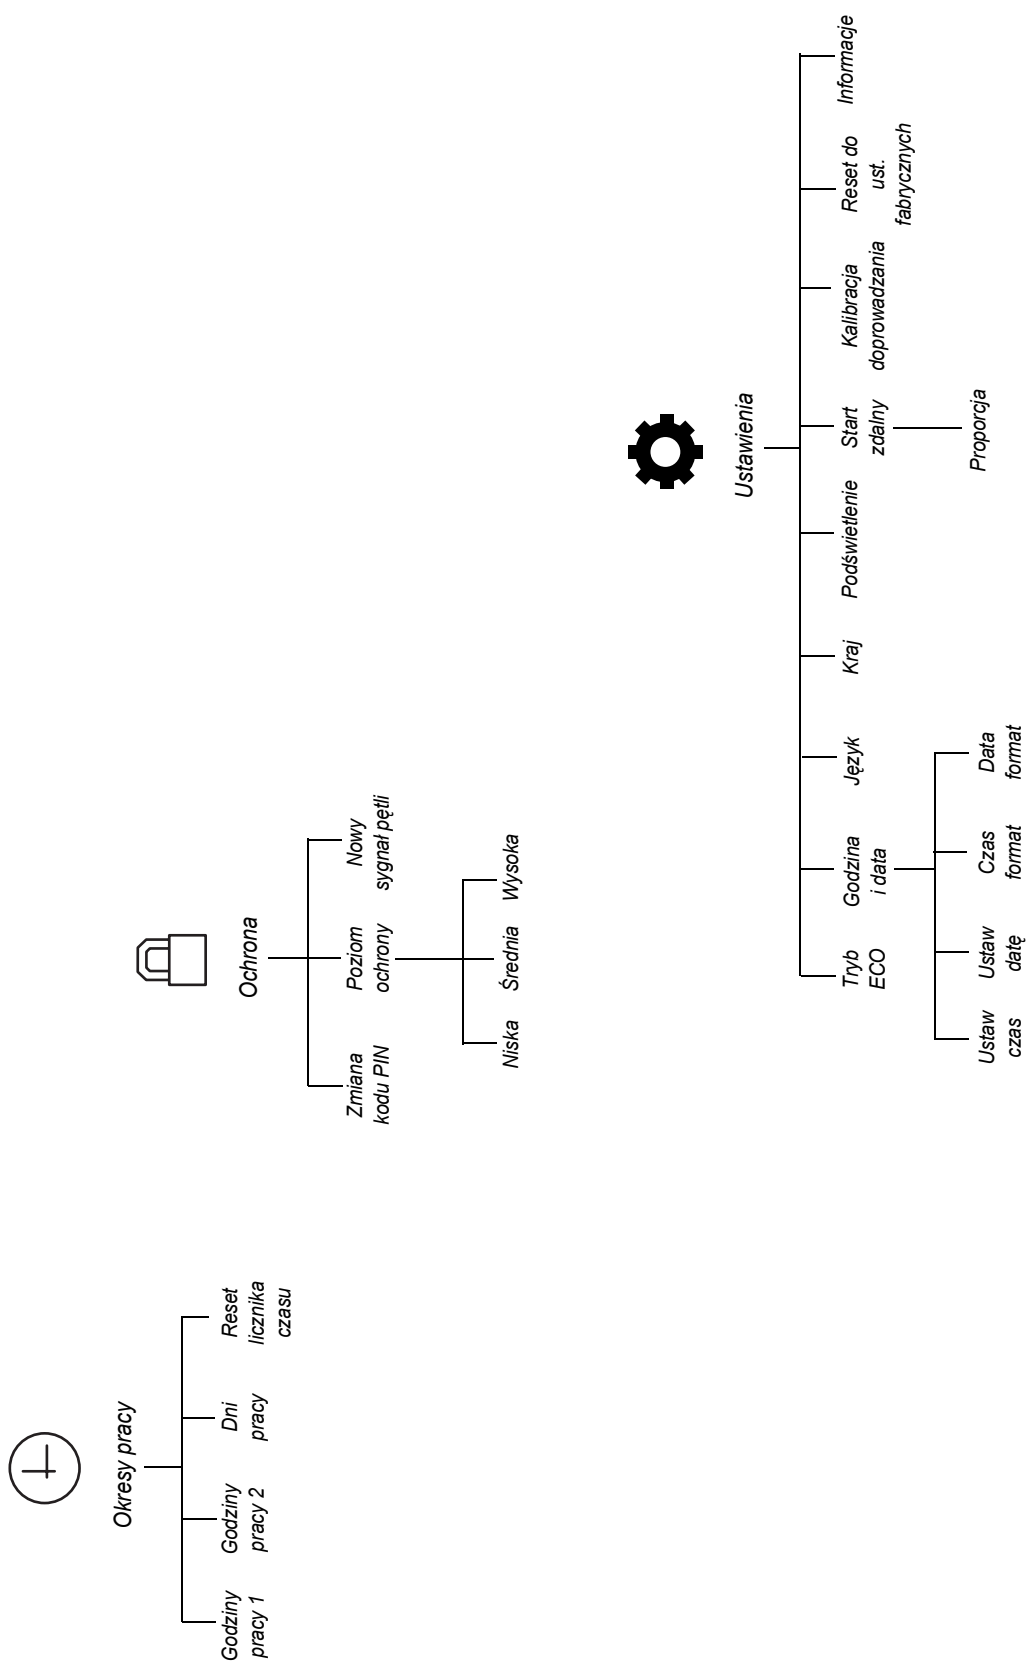 Okresy pracy
Godziny
pracy 1
Godziny
pracy 2
Dni
pracy
Reset
licznika
czasu
Ochrona
Zmiana
kodu PIN
Poziom
ochrony
Nowy
sygnał pętli
Niska
Średnia
Wysoka
Ustawienia
Tryb
ECO
Godzina
i data
Język
Kraj
Podświetlenie
Start
zdalny
Kalibracja
doprowadzania
Reset do
ust.
fabrycznych
Informacje
Ustaw
czas
Ustaw
datę
Czas
format
Data
format
Proporcja